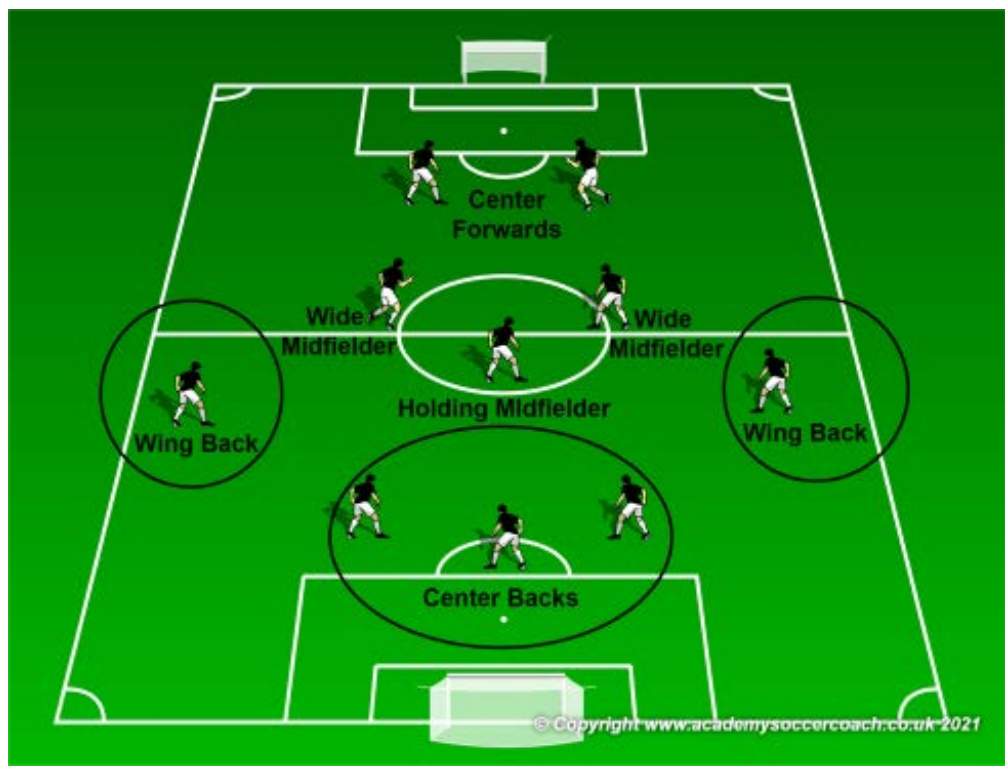 Center
Forwards
Wide
Midfielder
Wide
Midfielder
Holding Midfielder
Wing Back
Wing Back
Center Backs
© Copyright www.academysoccercoach.co.uk 2021